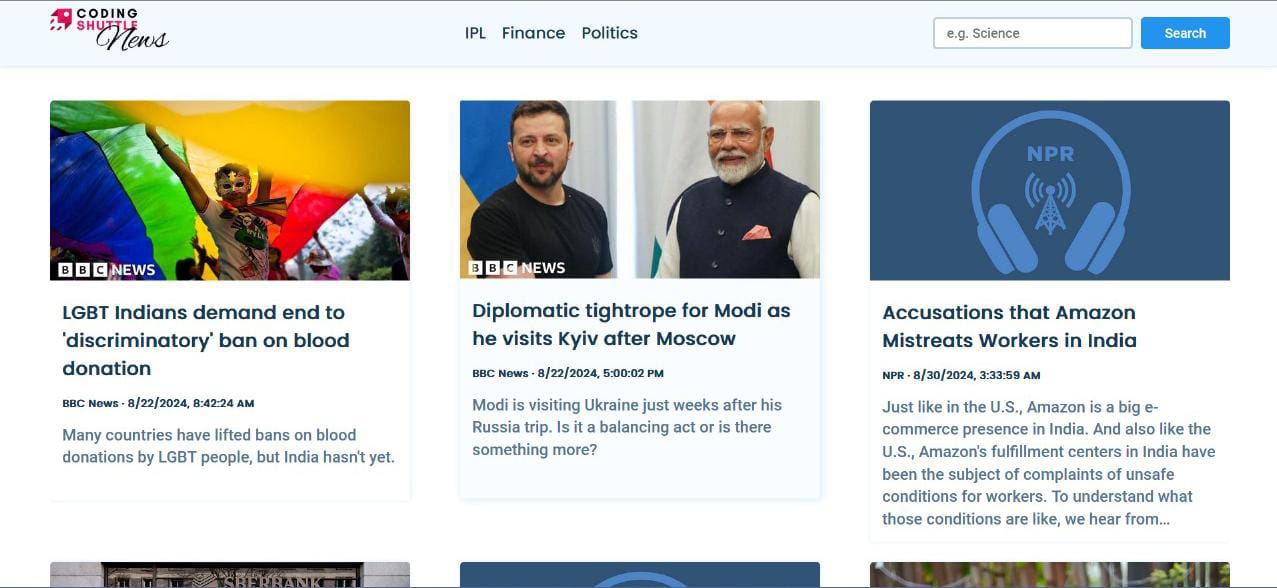 CODING
SHUTTLE
News
IPL Finance Politics
e.g. Science
Search
BBC NEWS
LGBT Indians demand end to
'discriminatory' ban on blood
donation
BBC News · 8/22/2024, 8:42:24 AM
Many countries have lifted bans on blood
donations by LGBT people, but India hasn't yet.
BBC NEWS
Diplomatic tightrope for Modi as
he visits Kyiv after Moscow
BBC News · 8/22/2024, 5:00:02 PM
Modi is visiting Ukraine just weeks after his
Russia trip. Is it a balancing act or is there
something more?
NPR
Accusations that Amazon
Mistreats Workers in India
NPR · 8/30/2024, 3:33:59 AM
Just like in the U.S., Amazon is a big e-
commerce presence in India. And also like the
U.S., Amazon's fulfillment centers in India have
been the subject of complaints of unsafe
conditions for workers. To understand what
those conditions are like, we hear from…
SBERBANK